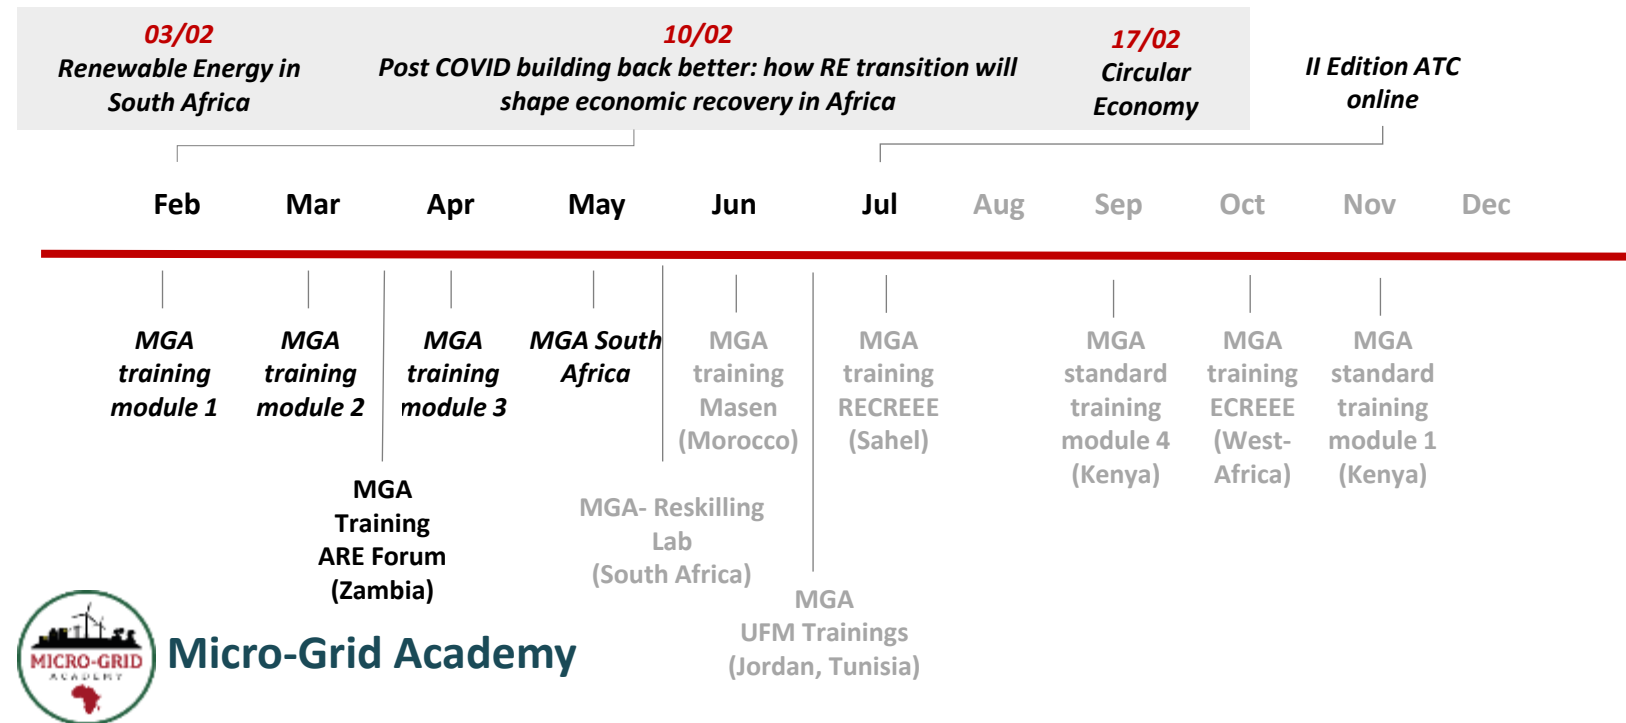 03/02
Renewable Energy in
South Africa
10/02
Post COVID building back better: how RE transition will
shape economic recovery in Africa
17/02
Circular
Economy
II Edition ATC
online
Feb Mar Apr May Jun Jul Aug Sep Oct Nov Dec
MGA
training
module 1
MGA
training
module 2
MGA
training
module 3
MGA South
Africa
MGA
training
Masen
(Morocco)
MGA
training
RECREEE
(Sahel)
MGA
standard
training
module 4
(Kenya)
MGA
training
ECREEE
(West-
Africa)
MGA
standard
training
module 1
(Kenya)
MGA
Training
ARE Forum
(Zambia)
MGA- Reskilling
Lab
(South Africa)
MGA
UFM Trainings
(Jordan, Tunisia)
MICRO-GRID
ACADEMY
Micro-Grid Academy